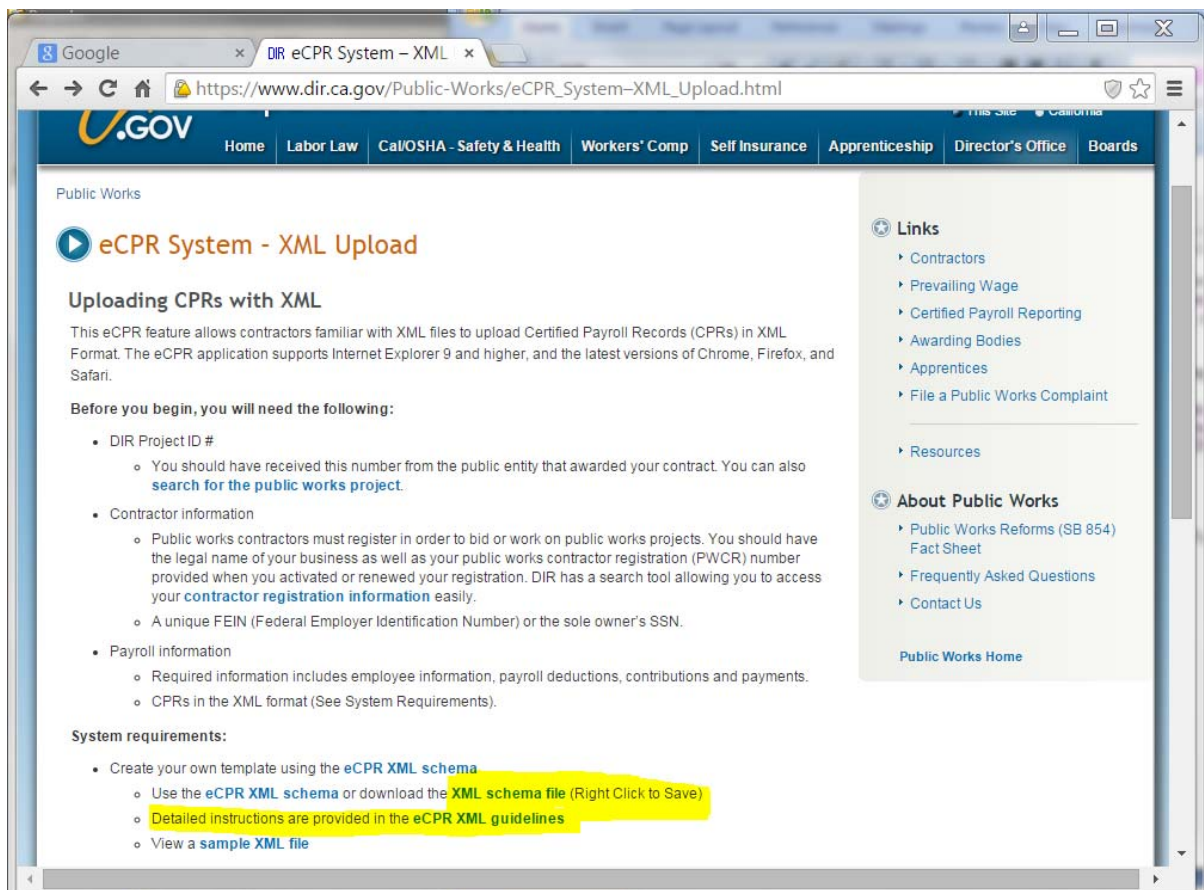 Google
DIR eCPR System – XML
https://www.dir.ca.gov/Public-Works/eCPR_System–XML_Upload.html
.GOV
This Site California
Home Labor Law Cal/OSHA - Safety & Health Workers' Comp Self Insurance Apprenticeship Director's Office Boards
Public Works
eCPR System - XML Upload
Uploading CPRs with XML
This eCPR feature allows contractors familiar with XML files to upload Certified Payroll Records (CPRs) in XML
Format. The eCPR application supports Internet Explorer 9 and higher, and the latest versions of Chrome, Firefox, and
Safari.
Before you begin, you will need the following:
DIR Project ID #
You should have received this number from the public entity that awarded your contract. You can also
search for the public works project.
Contractor information
Public works contractors must register in order to bid or work on public works projects. You should have
the legal name of your business as well as your public works contractor registration (PWCR) number
provided when you activated or renewed your registration. DIR has a search tool allowing you to access
your contractor registration information easily.
A unique FEIN (Federal Employer Identification Number) or the sole owner's SSN.
Payroll information
Required information includes employee information, payroll deductions, contributions and payments.
CPRs in the XML format (See System Requirements).
System requirements:
Create your own template using the eCPR XML schema
Use the eCPR XML schema or download the XML schema file (Right Click to Save)
Detailed instructions are provided in the eCPR XML guidelines
View a sample XML file
Links
Contractors
Prevailing Wage
Certified Payroll Reporting
Awarding Bodies
Apprentices
File a Public Works Complaint
Resources
About Public Works
Public Works Reforms (SB 854)
Fact Sheet
Frequently Asked Questions
Contact Us
Public Works Home